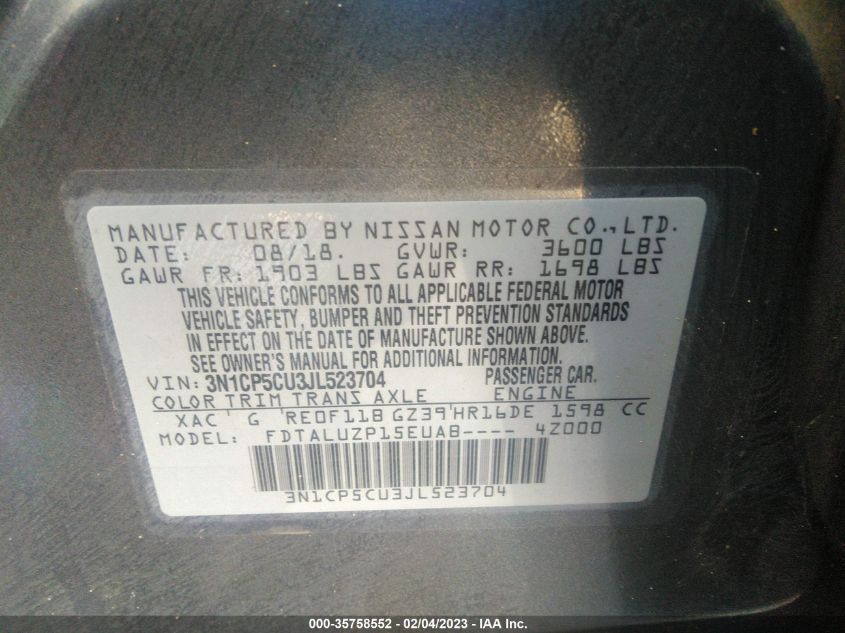 MANUFACTURED BY NISSAN MOTOR CO.,LTD.
DATE: 08/18. GVWR: 3600 LBS
GAWR FR: 1903 LBS GAWR RR: 1698 LBS
THIS VEHICLE CONFORMS TO ALL APPLICABLE FEDERAL MOTOR
VEHICLE SAFETY, BUMPER AND THEFT PREVENTION STANDARDS
IN EFFECT ON THE DATE OF MANUFACTURE SHOWN ABOVE.
SEE OWNER'S MANUAL FOR ADDITIONAL INFORMATION.
VIN: 3N1CP5CU3JL523704 PASSENGER CAR.
COLOR TRIM TRANS AXLE ENGINE
XAC G RE0F11B GZ39 HR16DE 1598 CC
MODEL: FDTALUZP15EUAB---- 4Z000
3N1CP5CU3JL523704
000-35758552 - 02/04/2023 - IAA Inc.